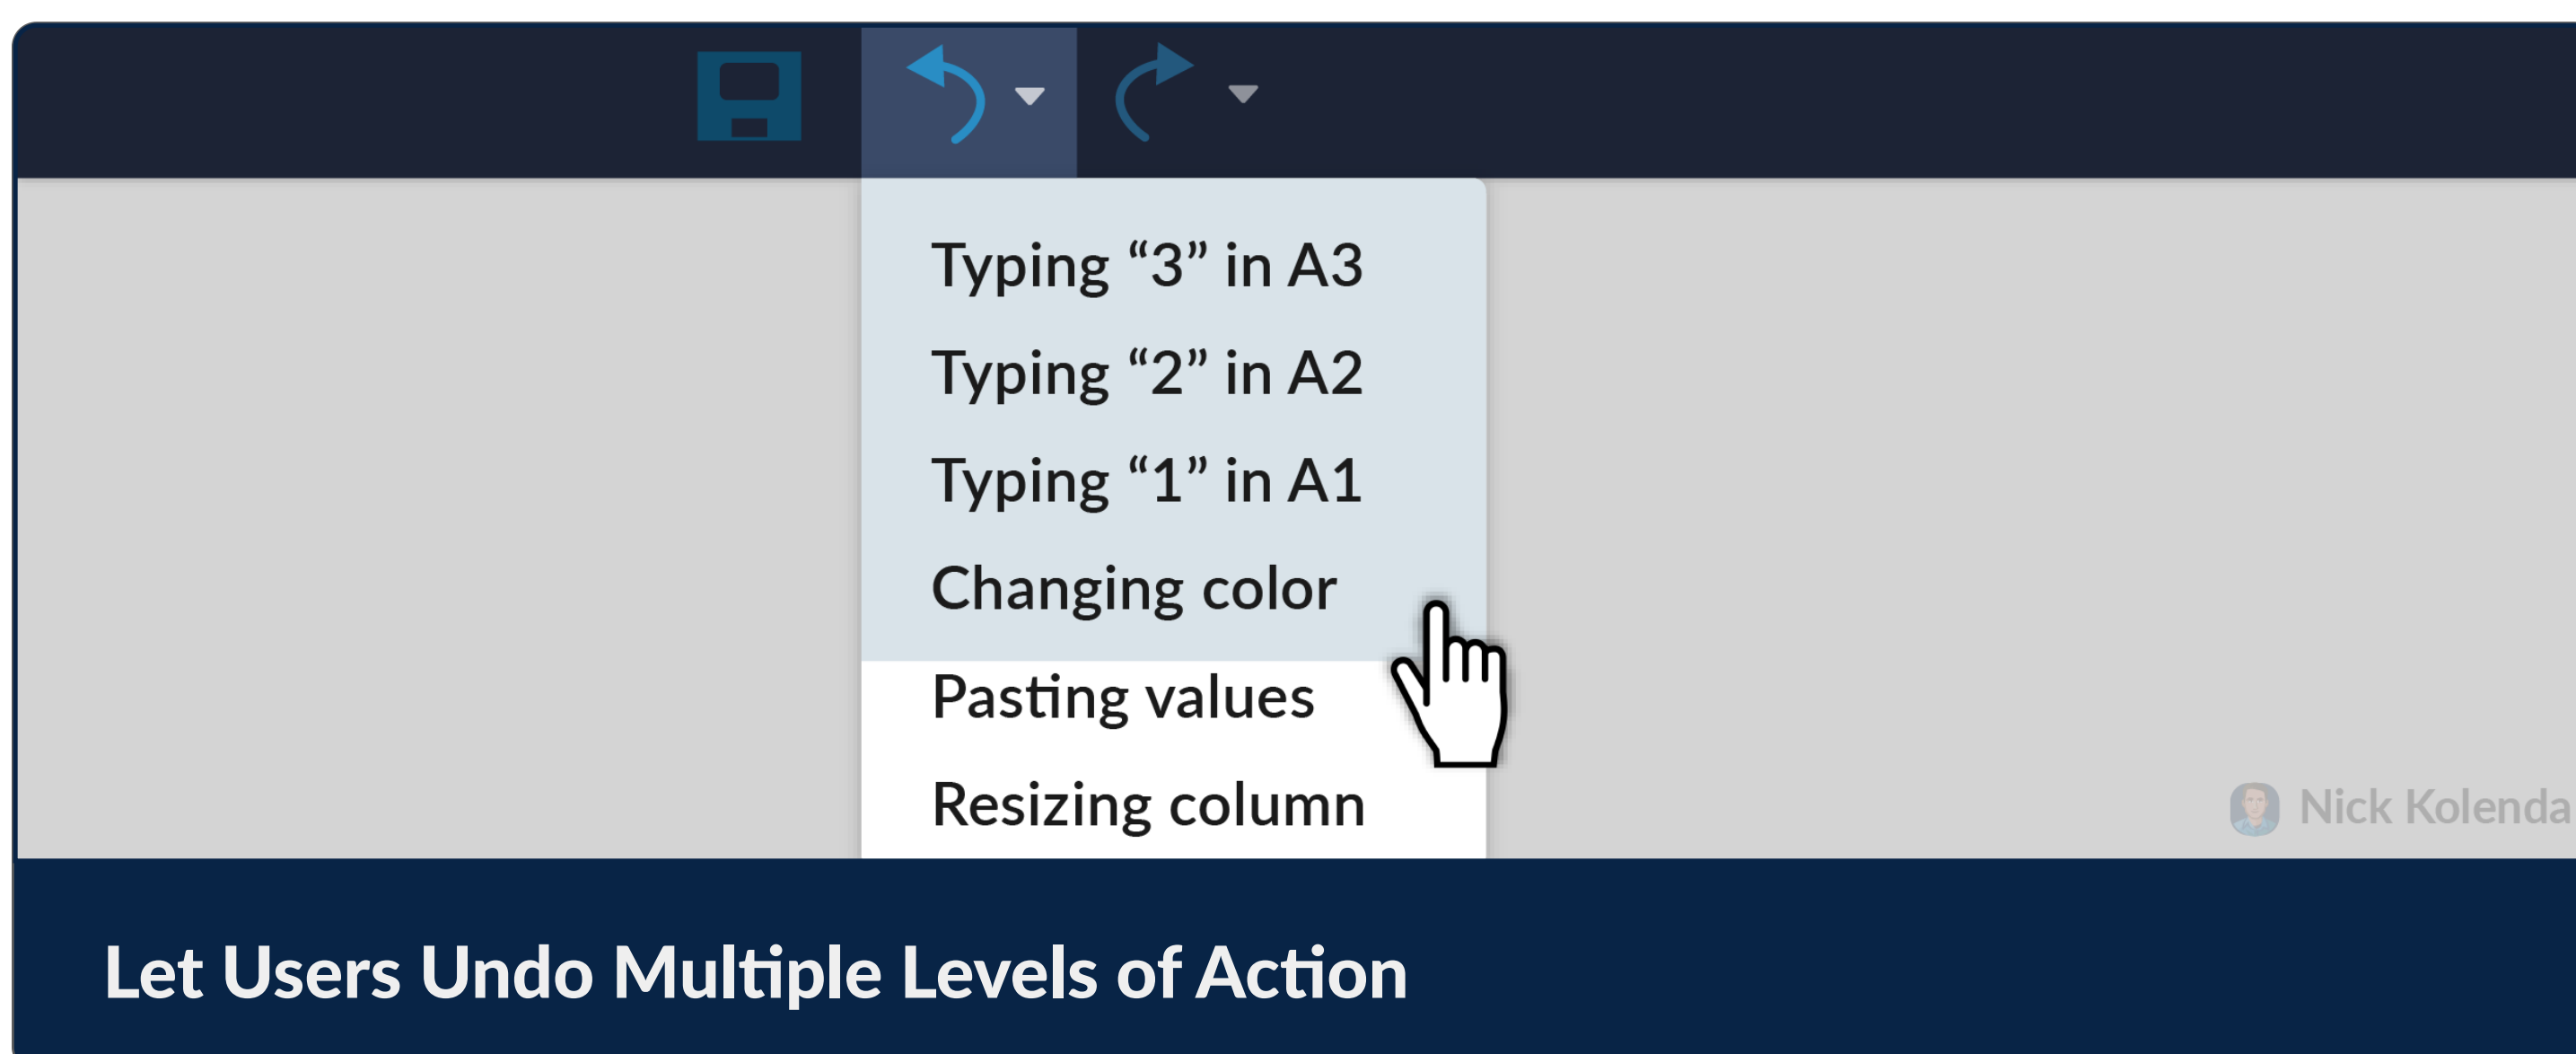 Typing “3” in A3
Typing “2” in A2
Typing “1” in A1
Changing color
Pasting values
Resizing column
Nick Kolenda
Let Users Undo Multiple Levels of Action